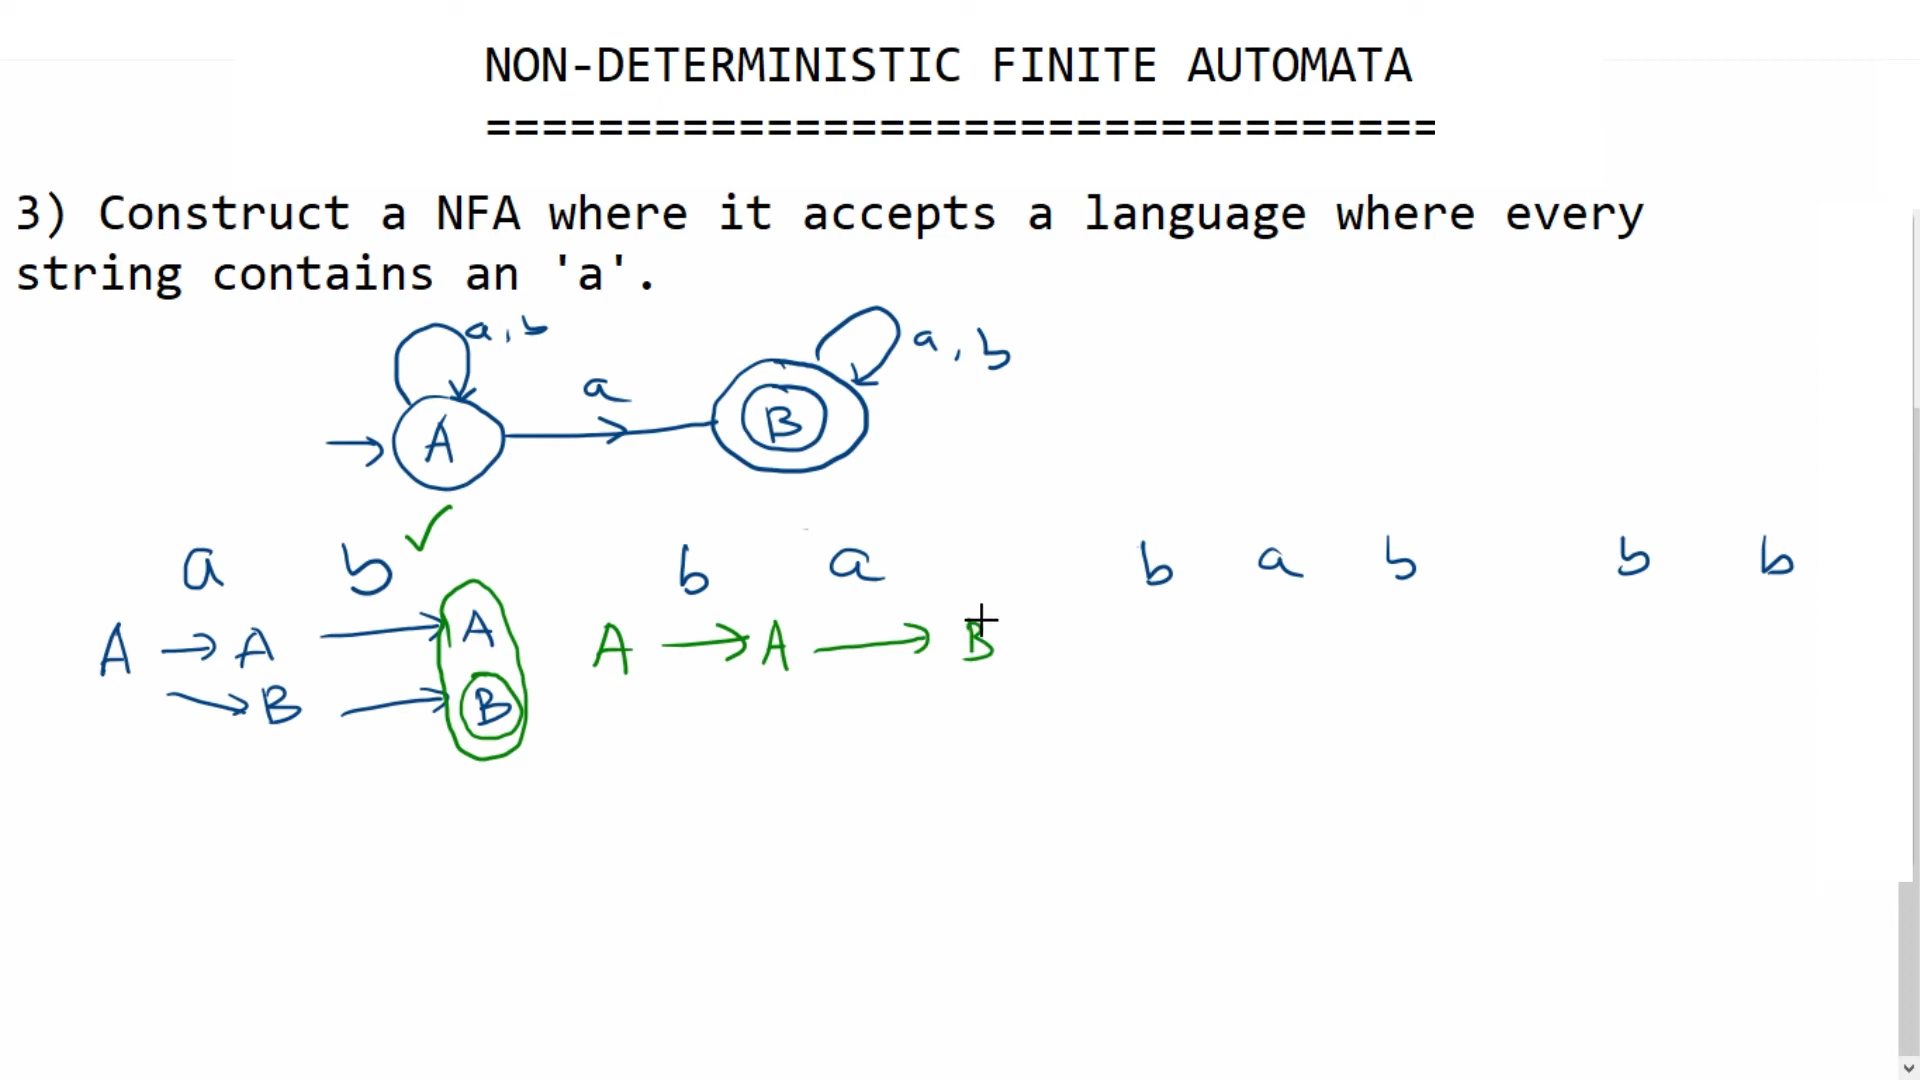 NON-DETERMINISTIC FINITE AUTOMATA
==================================
3) Construct a NFA where it accepts a language where every
string contains an 'a'.
a, b
a, b
a
A
B
a b ✓ b a b a b b b
A → A → A A → A → B
→ B → B